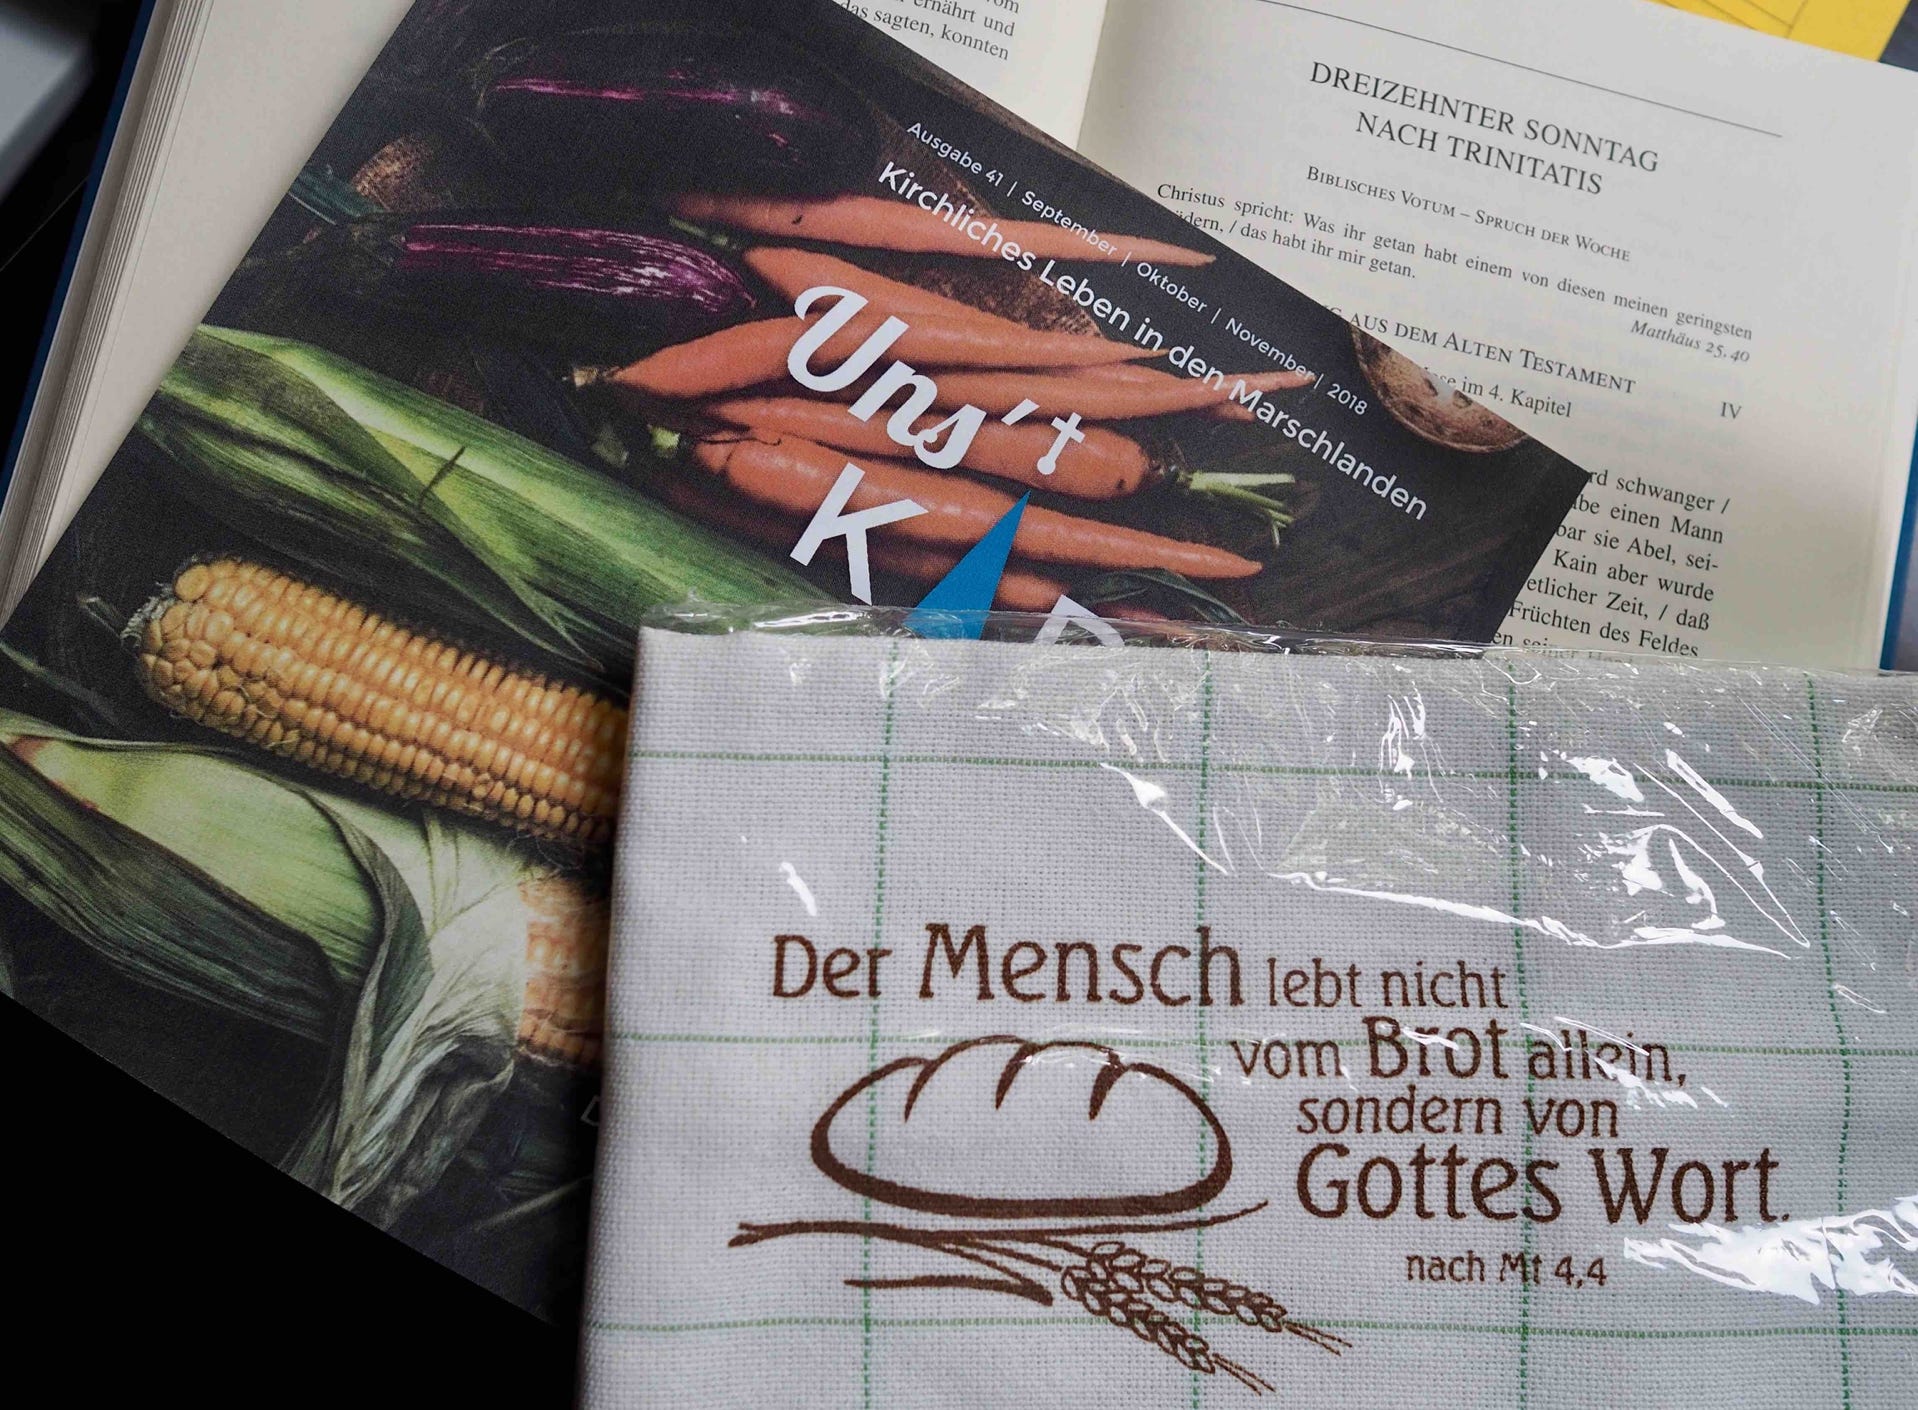 ernährt und
das sagten, konnten
DREIZEHNTER SONNTAG
NACH TRINITATIS
BIBLISCHES VOTUM – SPRUCH DER WOCHE
Christus spricht: Was ihr getan habt einem von diesen meinen geringsten
/ das habt ihr mir getan.
Matthäus 25, 40
AUS DEM ALTEN TESTAMENT
im 4. Kapitel
IV
schwanger /
einen Mann
sie Abel, sei-
Kain aber wurde
etlicher Zeit, / daß
Früchten des Feldes
Ausgabe 41 | September | Oktober | November | 2018
Kirchliches Leben in den Marschlanden
Uns't
K
Der Mensch lebt nicht
vom Brot allein,
sondern von
Gottes Wort.
nach Mt 4,4